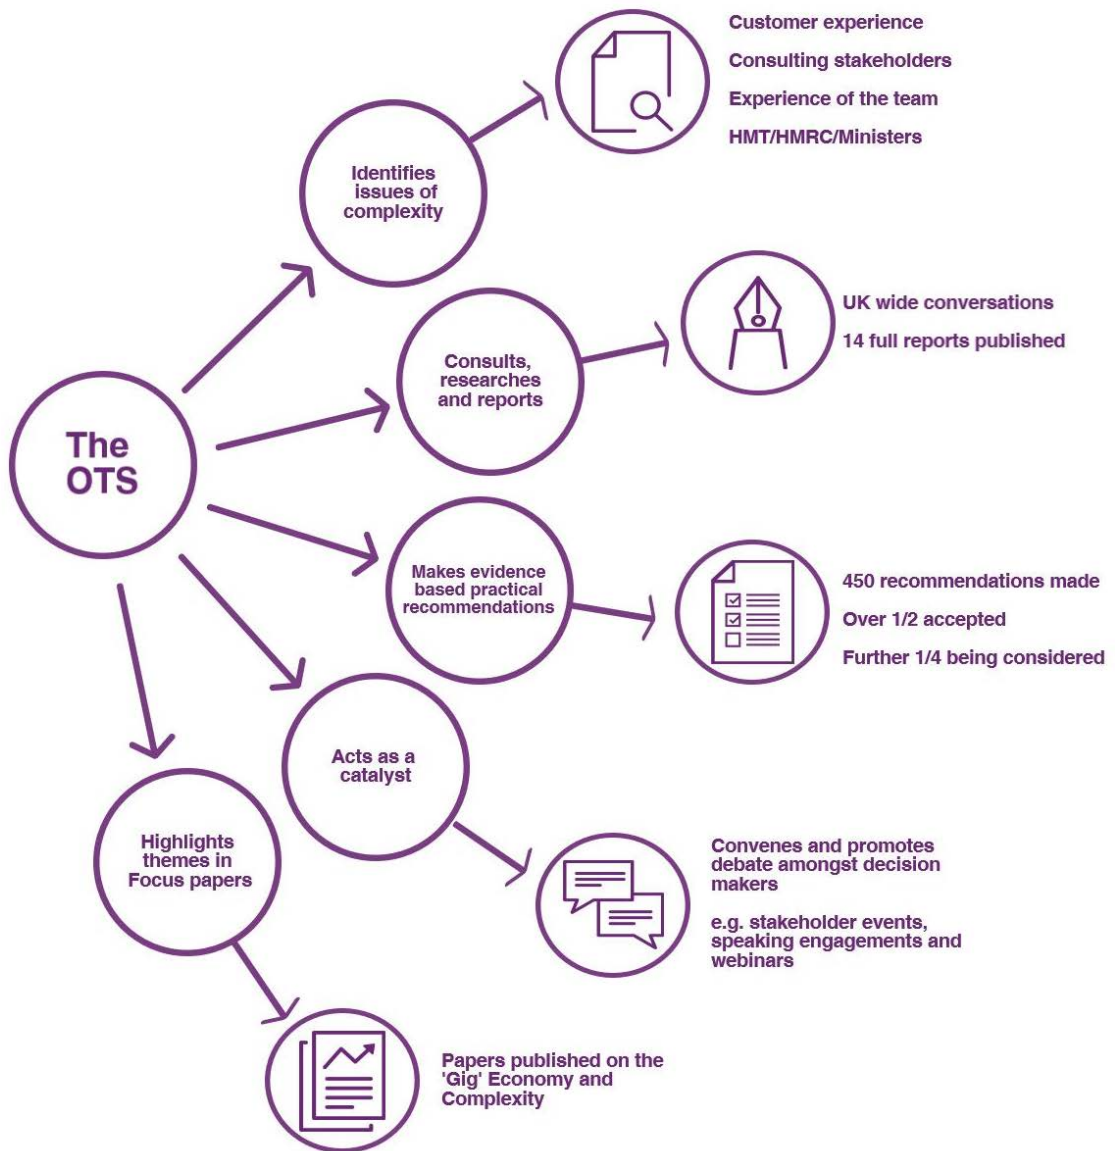 Customer experience
Consulting stakeholders
Experience of the team
HMT/HMRC/Ministers
Identifies
issues of
complexity
UK wide conversations
14 full reports published
Consults,
researches
and reports
The
OTS
Makes evidence
based practical
recommendations
450 recommendations made
Over 1/2 accepted
Further 1/4 being considered
Acts as a
catalyst
Convenes and promotes
debate amongst decision
makers
e.g. stakeholder events,
speaking engagements and
webinars
Highlights
themes in
Focus papers
Papers published on the
'Gig' Economy and
Complexity